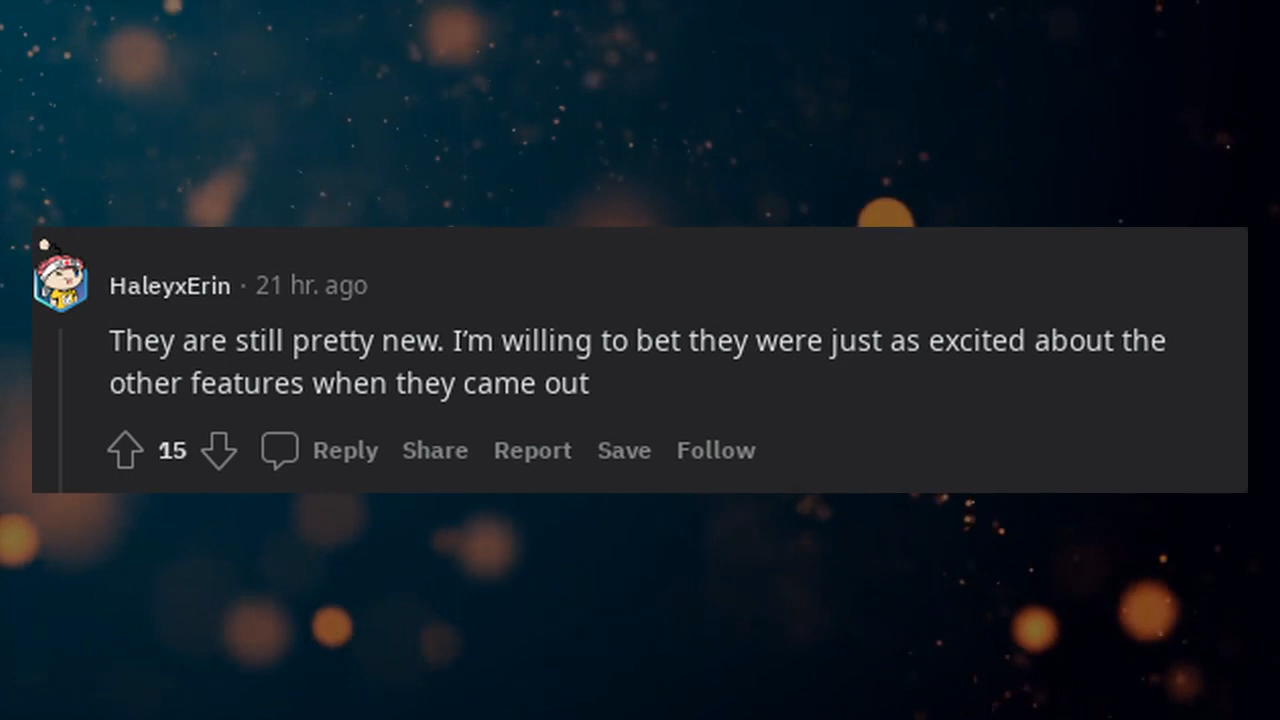 HaleyxErin · 21 hr. ago
They are still pretty new. I’m willing to bet they were just as excited about the
other features when they came out
15 Reply Share Report Save Follow